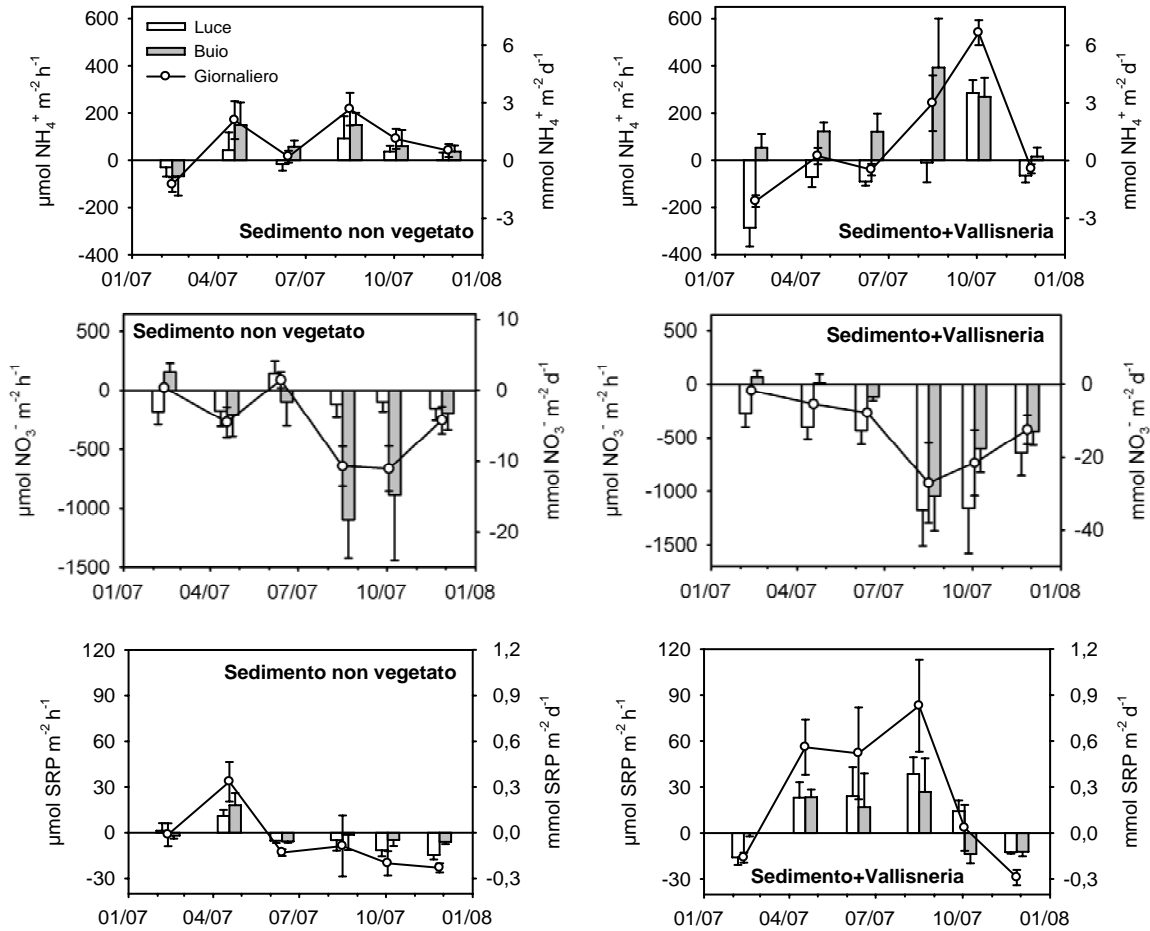 600
400
200
0
-200
-400
6
3
0
-3
µmol NH₄⁺ m⁻² h⁻¹
mmol NH₄⁺ m⁻² d⁻¹
Luce
Buio
Giornaliero
Sedimento non vegetato
01/07 04/07 07/07 10/07 01/08
600
400
200
0
-200
-400
6
3
0
-3
µmol NH₄⁺ m⁻² h⁻¹
mmol NH₄⁺ m⁻² d⁻¹
Sedimento+Vallisneria
01/07 04/07 07/07 10/07 01/08
500
0
-500
-1000
-1500
10
0
-10
-20
µmol NO₃⁻ m⁻² h⁻¹
mmol NO₃⁻ m⁻² d⁻¹
Sedimento non vegetato
01/07 04/07 07/07 10/07 01/08
500
0
-500
-1000
-1500
0
-20
-40
µmol NO₃⁻ m⁻² h⁻¹
mmol NO₃⁻ m⁻² d⁻¹
Sedimento+Vallisneria
01/07 04/07 07/07 10/07 01/08
120
90
60
30
0
-30
1,2
0,9
0,6
0,3
0,0
-0,3
µmol SRP m⁻² h⁻¹
mmol SRP m⁻² d⁻¹
Sedimento non vegetato
01/07 04/07 07/07 10/07 01/08
120
90
60
30
0
-30
1,2
0,9
0,6
0,3
0,0
-0,3
µmol SRP m⁻² h⁻¹
mmol SRP m⁻² d⁻¹
Sedimento+Vallisneria
01/07 04/07 07/07 10/07 01/08